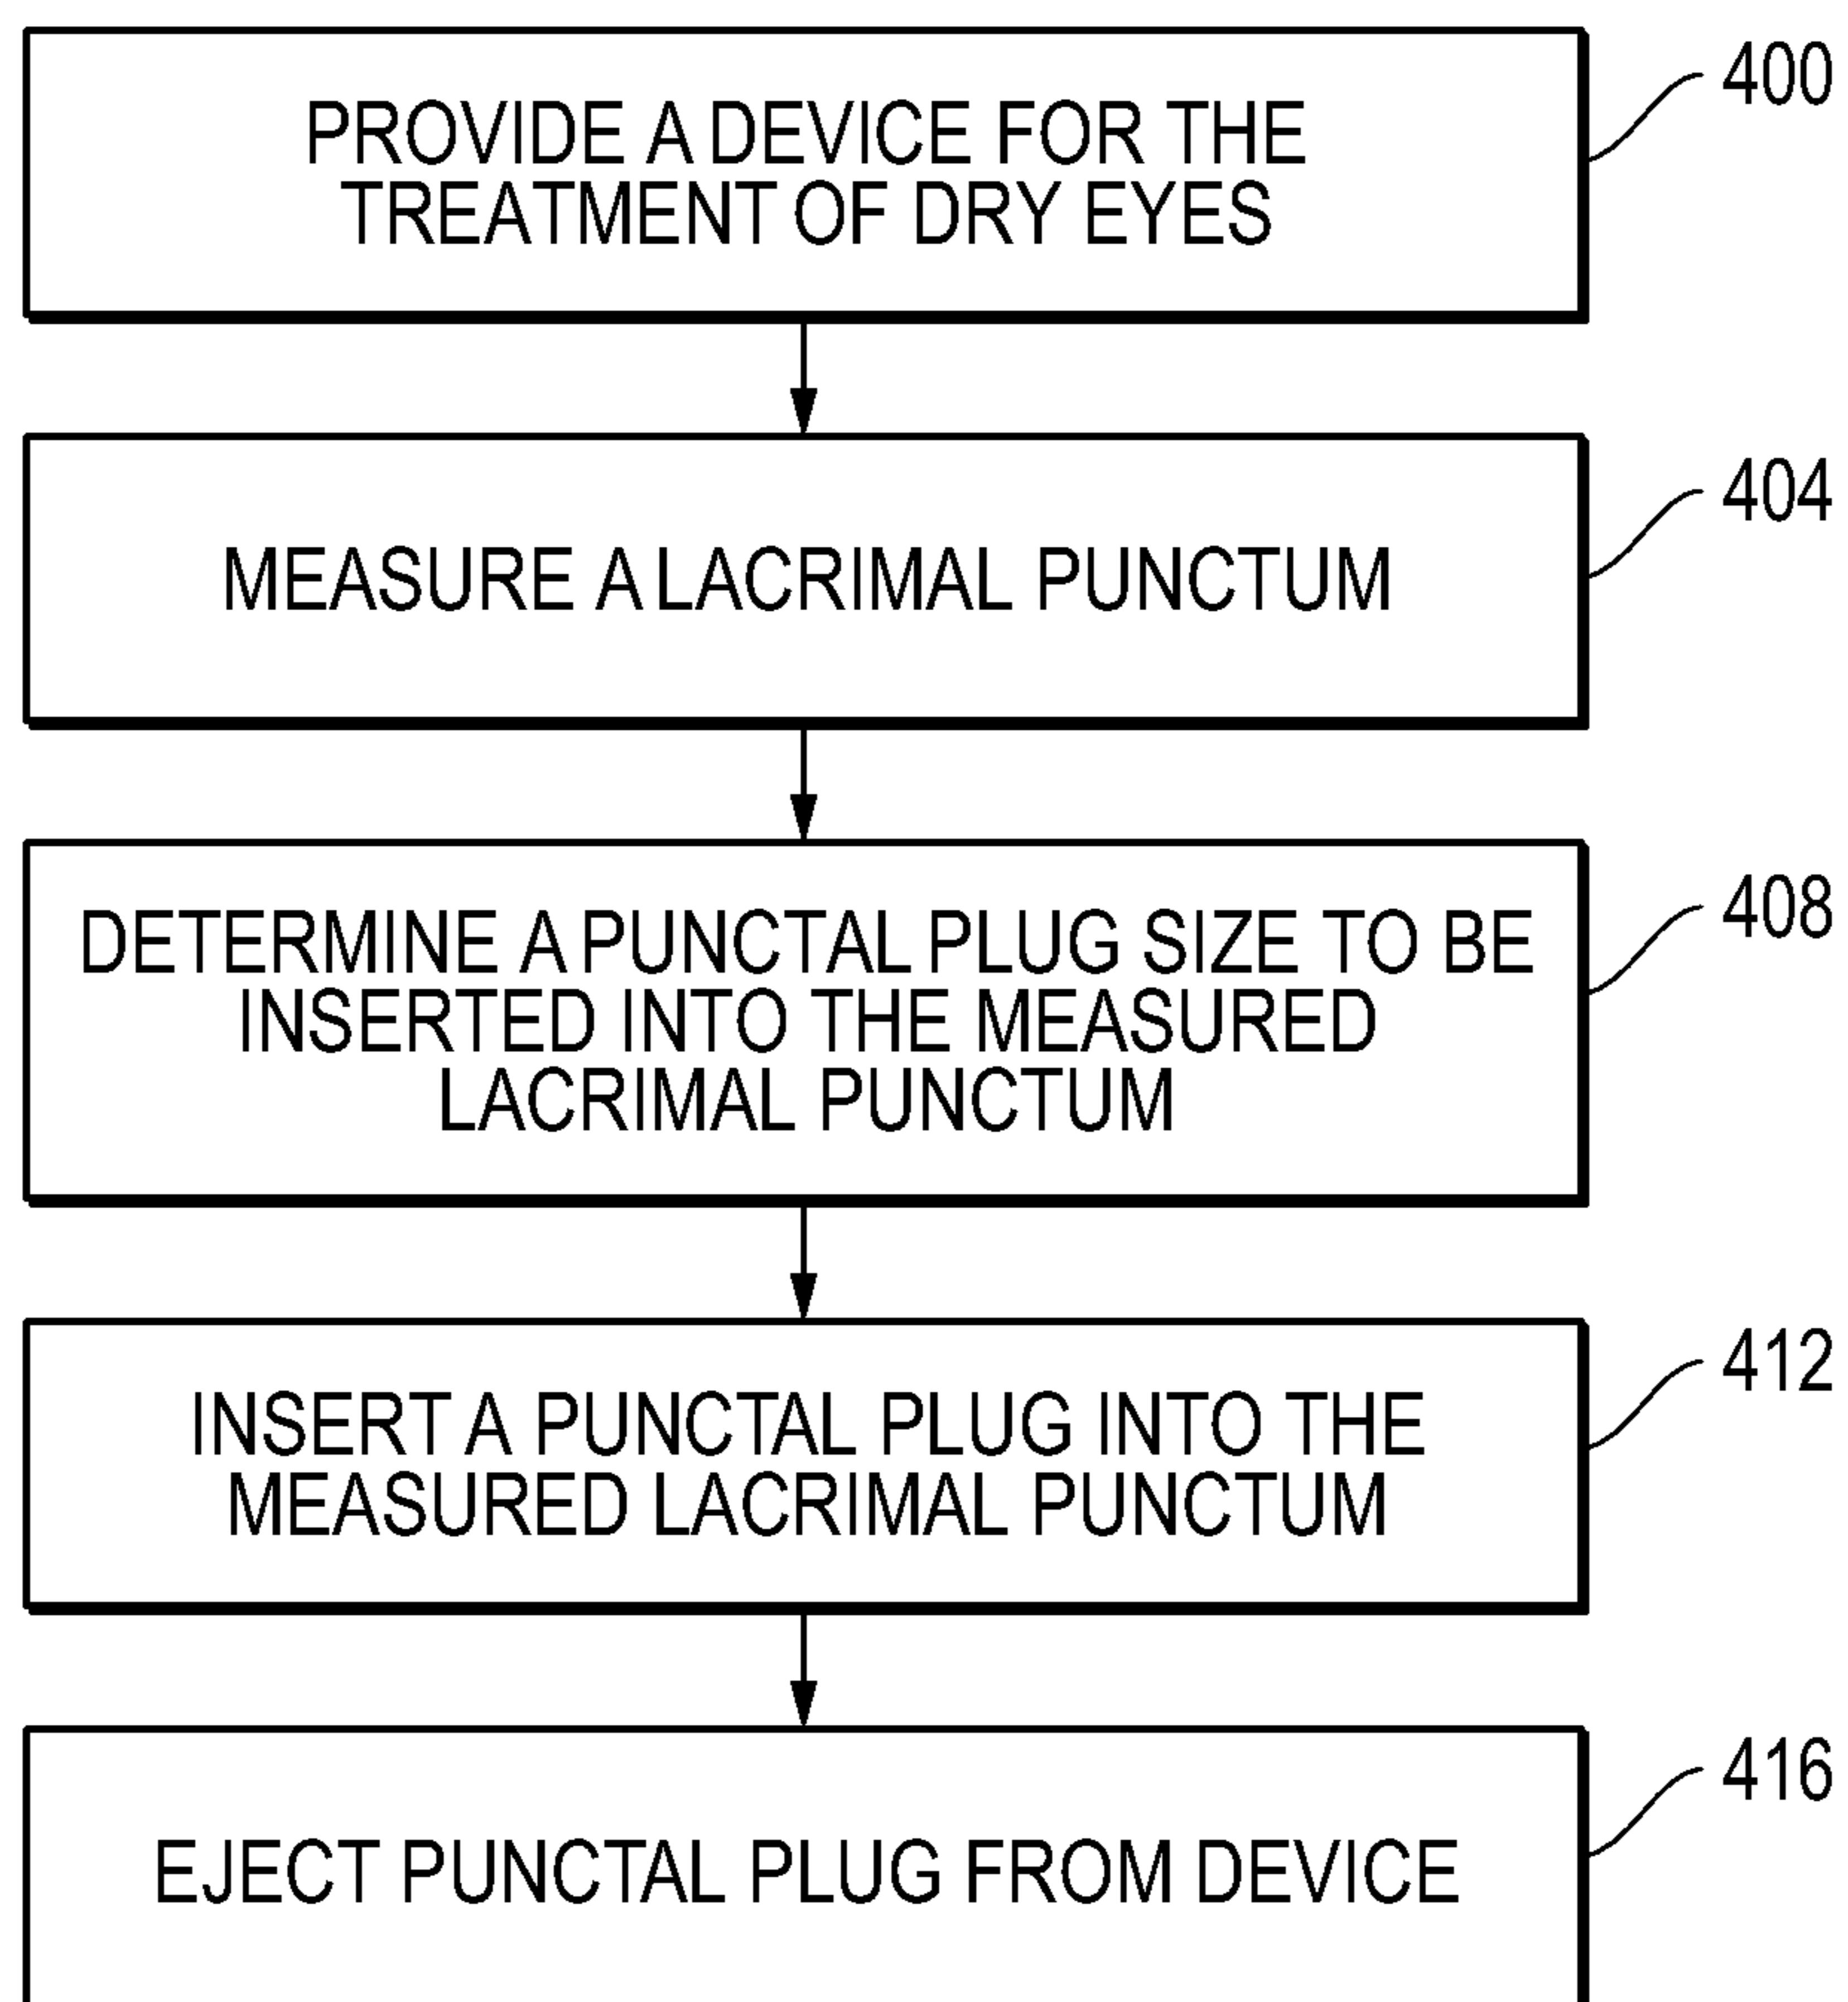 PROVIDE A DEVICE FOR THE
TREATMENT OF DRY EYES
400
MEASURE A LACRIMAL PUNCTUM
404
DETERMINE A PUNCTAL PLUG SIZE TO BE
INSERTED INTO THE MEASURED
LACRIMAL PUNCTUM
408
INSERT A PUNCTAL PLUG INTO THE
MEASURED LACRIMAL PUNCTUM
412
EJECT PUNCTAL PLUG FROM DEVICE
416